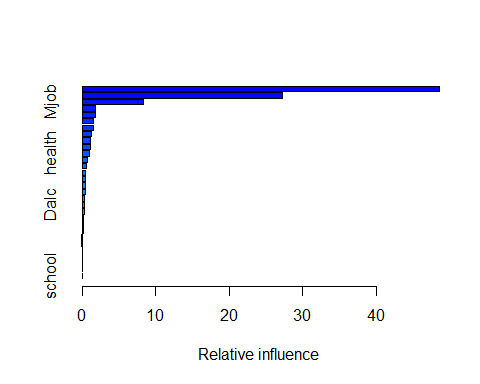 Mjob
health
Dalc
school
0 10 20 30 40
Relative influence